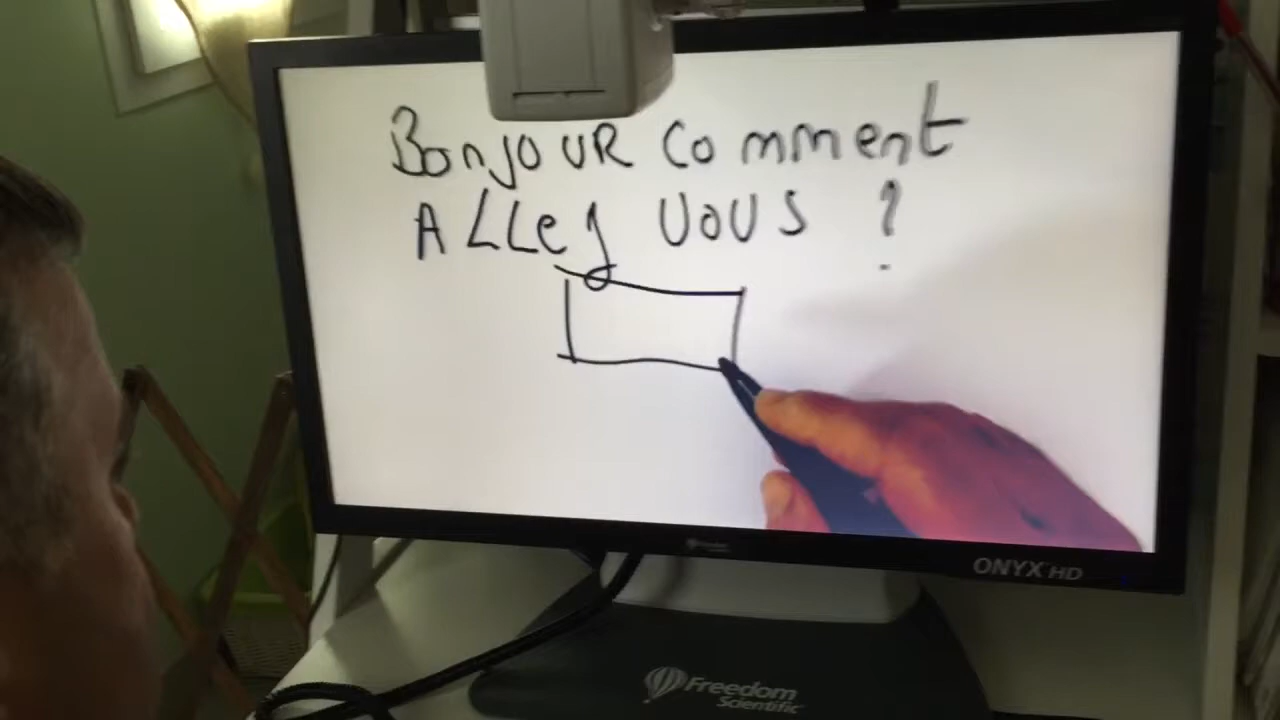 BonjouR Comment
ALLez VOUS ?
ONYX HD
Freedom
Scientific